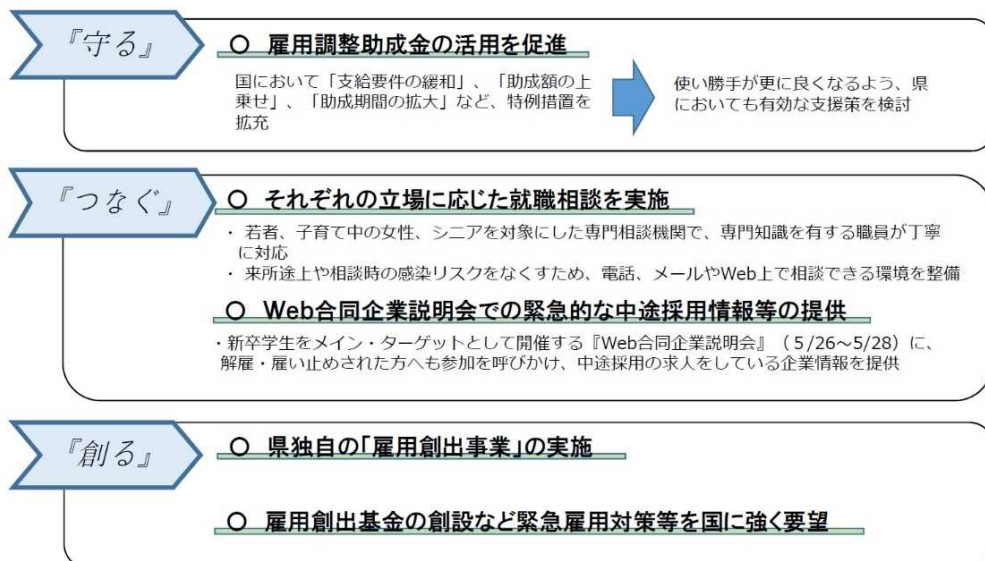 『守る』
○ 雇用調整助成金の活用を促進
国において「支給要件の緩和」、「助成額の上
乗せ」、「助成期間の拡大」など、特例措置を
拡充
使い勝手が更に良くなるよう、県
においても有効な支援策を検討
『つなぐ』
○ それぞれの立場に応じた就職相談を実施
・ 若者、子育て中の女性、シニアを対象にした専門相談機関で、専門知識を有する職員が丁寧
に対応
・ 来所途上や相談時の感染リスクをなくすため、電話、メールやWeb上で相談できる環境を整備
○ Web合同企業説明会での緊急的な中途採用情報等の提供
・新卒学生をメイン・ターゲットとして開催する『Web合同企業説明会』（５/26～5/28）に、
解雇・雇い止めされた方へも参加を呼びかけ、中途採用の求人をしている企業情報を提供
『創る』
○ 県独自の「雇用創出事業」の実施
○ 雇用創出基金の創設など緊急雇用対策等を国に強く要望